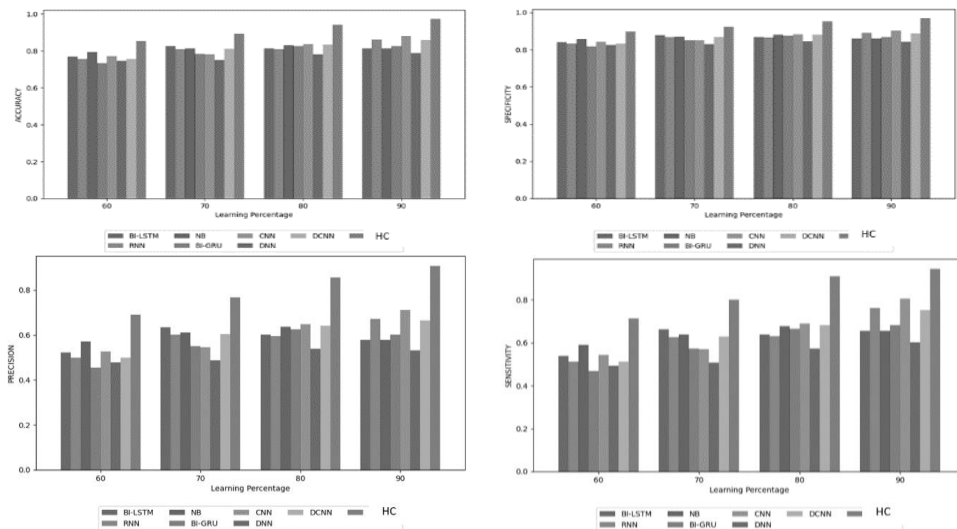 1.0
0.8
0.6
0.4
0.2
0.0
ACCURACY
60 70 80 90
Learning Percentage
BI-LSTM NB CNN DCNN HC
RNN BI-GRU DNN
1.0
0.8
0.6
0.4
0.2
0.0
SPECIFICITY
60 70 80 90
Learning Percentage
BI-LSTM NB CNN DCNN HC
RNN BI-GRU DNN
0.8
0.6
0.4
0.2
0.0
PRECISION
60 70 80 90
Learning Percentage
BI-LSTM NB CNN DCNN HC
RNN BI-GRU DNN
0.8
0.6
0.4
0.2
0.0
SENSITIVITY
60 70 80 90
Learning Percentage
BI-LSTM NB CNN DCNN HC
RNN BI-GRU DNN